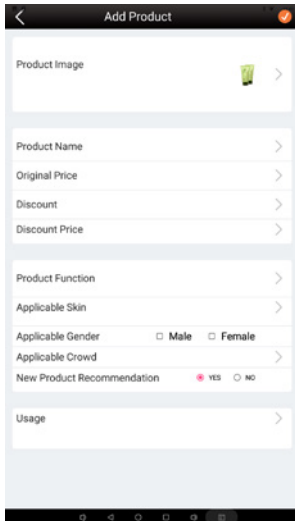 Add Product
Product Image
Product Name
Original Price
Discount
Discount Price
Product Function
Applicable Skin
Applicable Gender Male Female
Applicable Crowd
New Product Recommendation YES NO
Usage